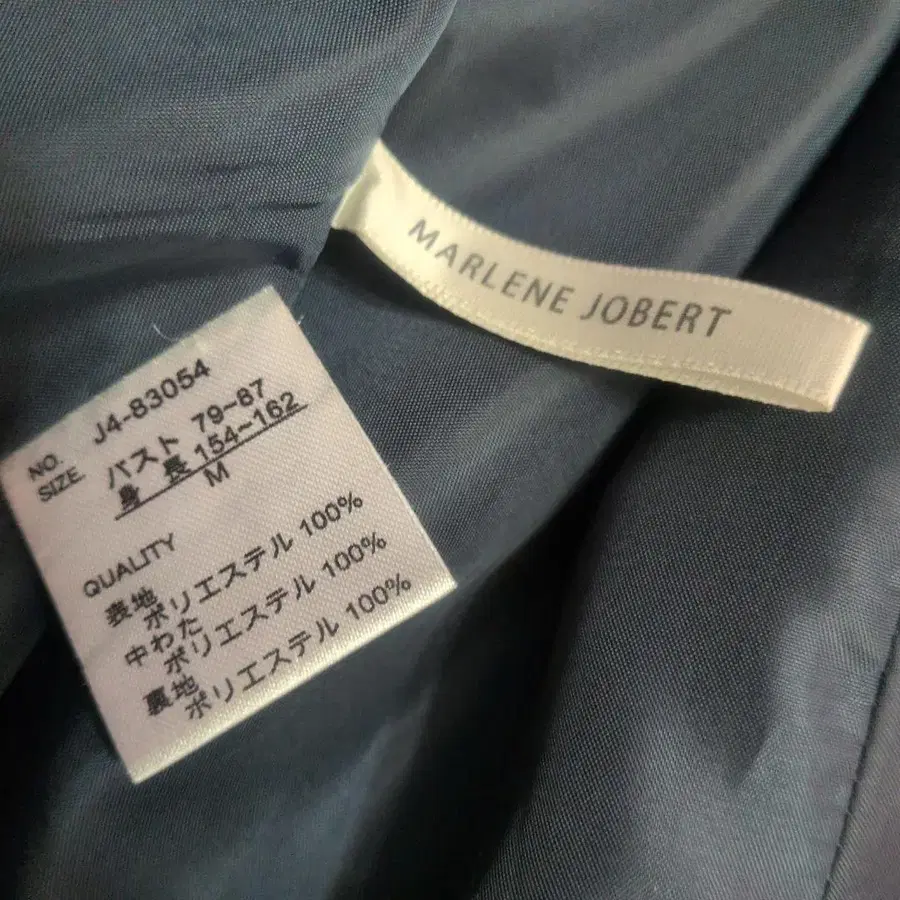 MARLENE JOBERT
NO. J4-83054
SIZE バスト 79~87
身長 154~162
M
QUALITY
表地
ポリエステル 100%
中わた
ポリエステル 100%
裏地
ポリエステル 100%